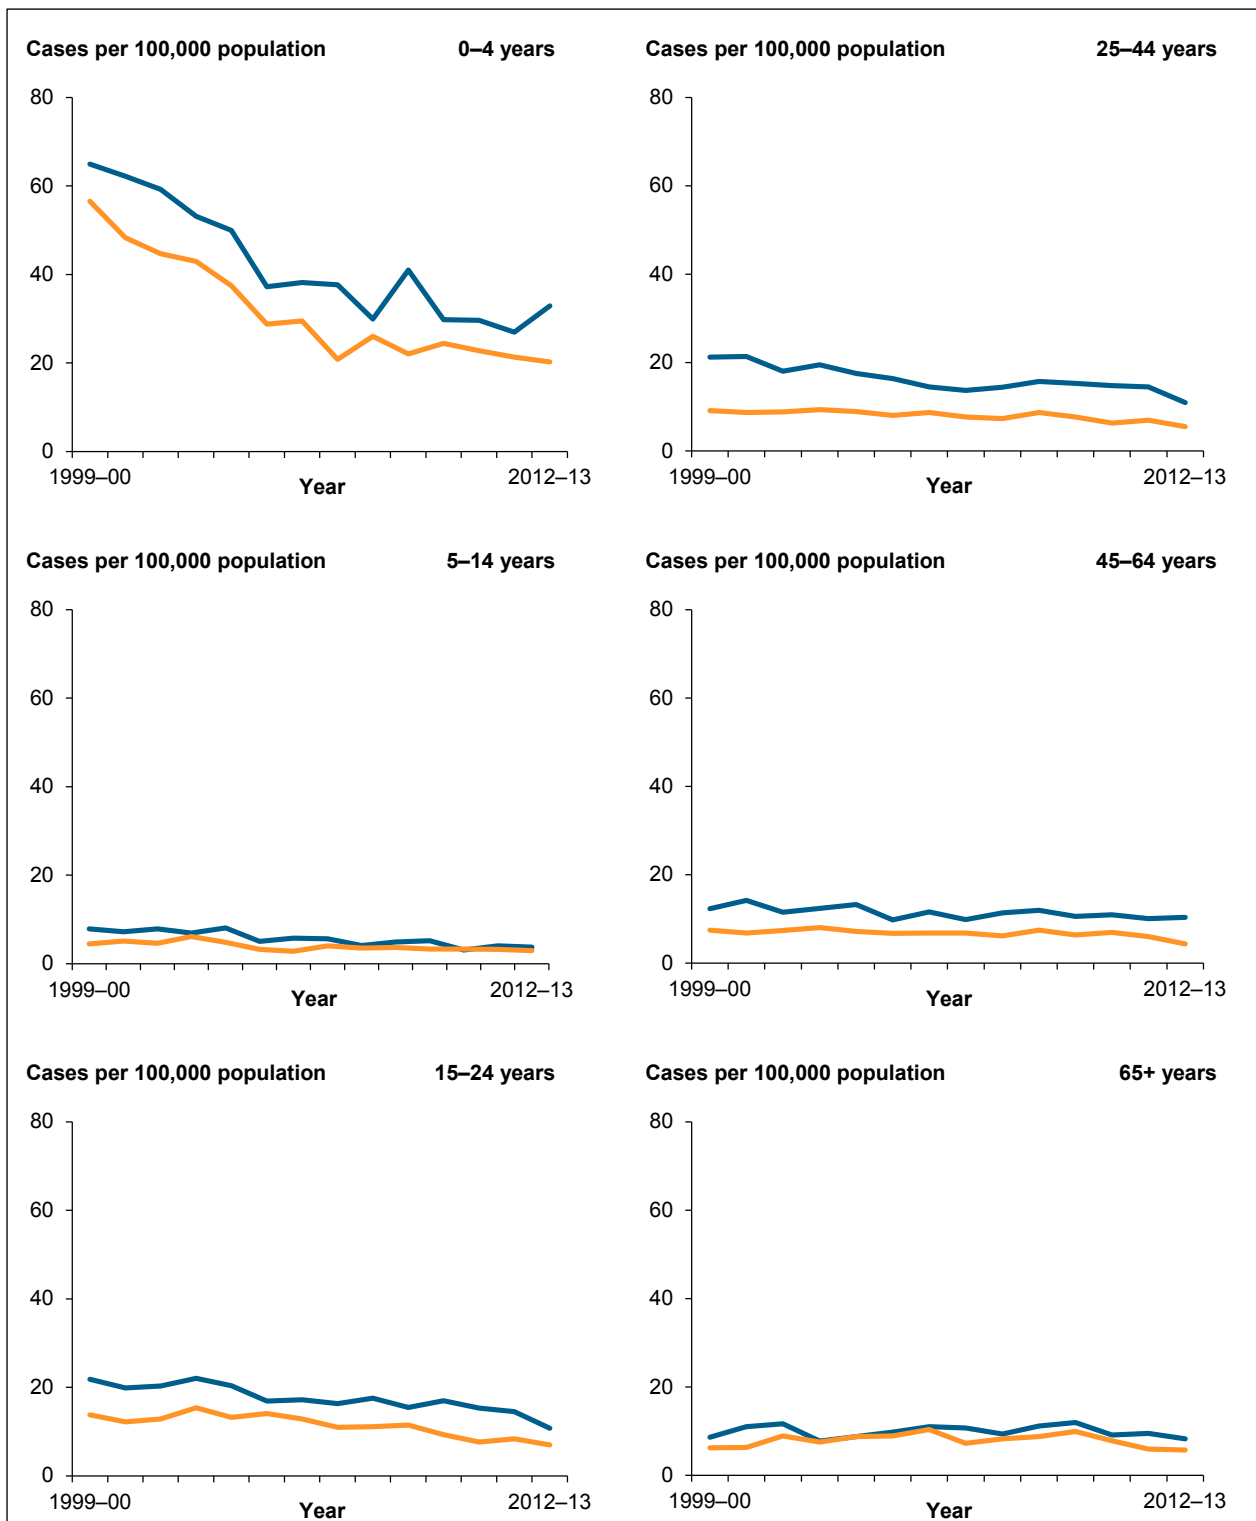 Cases per 100,000 population 0–4 years
80
60
40
20
0
1999–00 Year 2012–13
Cases per 100,000 population 25–44 years
80
60
40
20
0
1999–00 Year 2012–13
Cases per 100,000 population 5–14 years
80
60
40
20
0
1999–00 Year 2012–13
Cases per 100,000 population 45–64 years
80
60
40
20
0
1999–00 Year 2012–13
Cases per 100,000 population 15–24 years
80
60
40
20
0
1999–00 Year 2012–13
Cases per 100,000 population 65+ years
80
60
40
20
0
1999–00 Year 2012–13